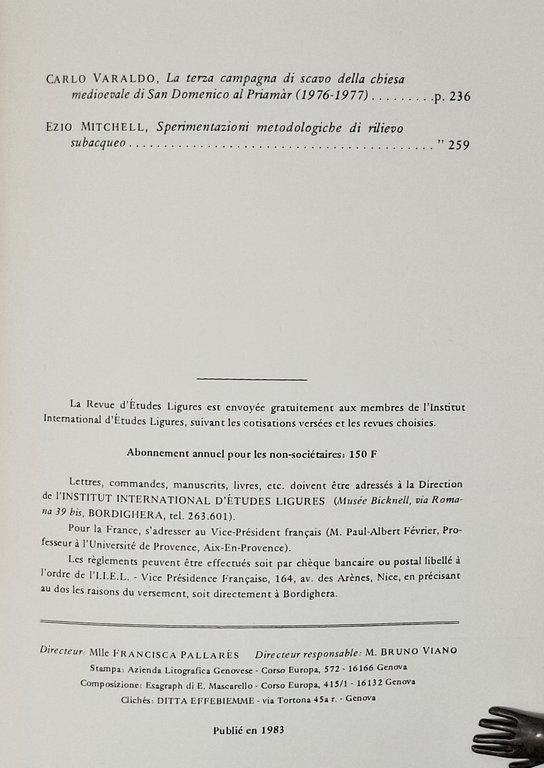 CARLO VARALDO, La terza campagna di scavo della chiesa
medioevale di San Domenico al Priamàr (1976-1977) . . . . . . . . . p. 236
EZIO MITCHELL, Sperimentazioni metodologiche di rilievo
subacqueo . . . . . . . . . . . . . . . . . . . . . . . . . . . . . . . . . . . . . . . . . . . ” 259
La Revue d'Études Ligures est envoyée gratuitement aux membres de l'Institut
International d'Études Ligures, suivant les cotisations versées et les revues choisies.
Abonnement annuel pour les non-sociétaires: 150 F
Lettres, commandes, manuscrits, livres, etc. doivent être adressés à la Direction
de l'INSTITUT INTERNATIONAL D'ÉTUDES LIGURES (Musée Bicknell, via Roma-
na 39 bis, BORDIGHERA, tel. 263.601).
Pour la France, s'adresser au Vice-Président français (M. Paul-Albert Février, Pro-
fesseur à l'Université de Provence, Aix-En-Provence).
Les règlements peuvent être effectués soit par chèque bancaire ou postal libellé à
l'ordre de l'I.I.E.L. - Vice Présidence Française, 164, av. des Arènes, Nice, en précisant
au dos les raisons du versement, soit directement à Bordighera.
Directeur: Mlle FRANCISCA PALLARÉS Directeur responsable: M. BRUNO VIANO
Stampa: Azienda Litografica Genovese - Corso Europa, 572 - 16166 Genova
Composizione: Esagraph di E. Mascarello - Corso Europa, 415/1 - 16132 Genova
Clichés: DITTA EFFEBIEMME - via Tortona 45a r. - Genova
Publié en 1983